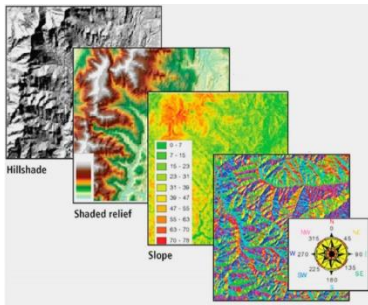 Hillshade
Shaded relief
0 - 7
7 - 15
15 - 23
23 - 31
31 - 39
39 - 47
47 - 55
55 - 63
63 - 70
70 - 78
Slope
N
0
NW
315
45
NE
W 270
90
225
135
SW
180
SE